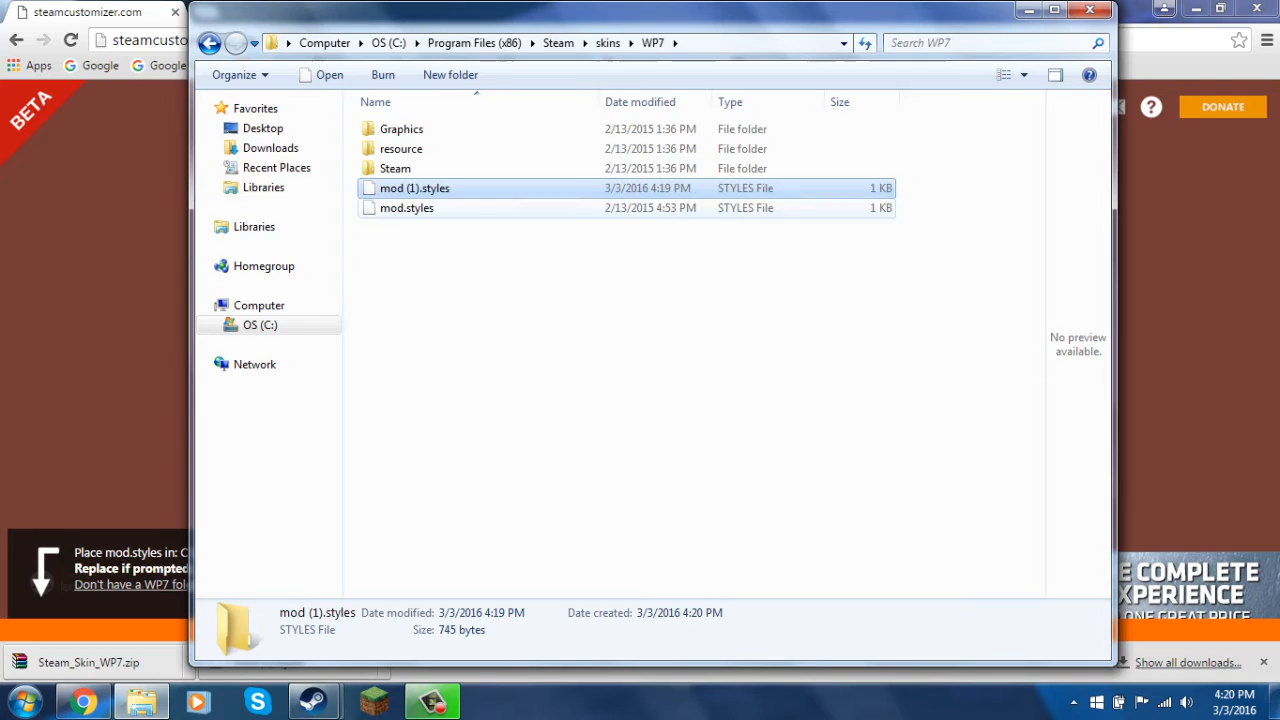 steamcustomizer.com
steamcusto
Apps Google Google
BETA
DONATE
Computer OS (C:) Program Files (x86) Steam skins WP7
Search WP7
Organize Open Burn New folder
Name Date modified Type Size
Favorites
Desktop
Downloads
Recent Places
Libraries
Libraries
Homegroup
Computer
OS (C:)
Network
Graphics 2/13/2015 1:36 PM File folder
resource 2/13/2015 1:36 PM File folder
Steam 2/13/2015 1:36 PM File folder
mod (1).styles 3/3/2016 4:19 PM STYLES File 1 KB
mod.styles 2/13/2015 4:53 PM STYLES File 1 KB
No preview
available.
Place mod.styles in: C
Replace if prompted
Don't have a WP7 fol
E COMPLETE
XPERIENCE
ONE GREAT PRICE
mod (1).styles Date modified: 3/3/2016 4:19 PM Date created: 3/3/2016 4:20 PM
STYLES File Size: 745 bytes
Steam_Skin_WP7.zip
Show all downloads...
4:20 PM
3/3/2016